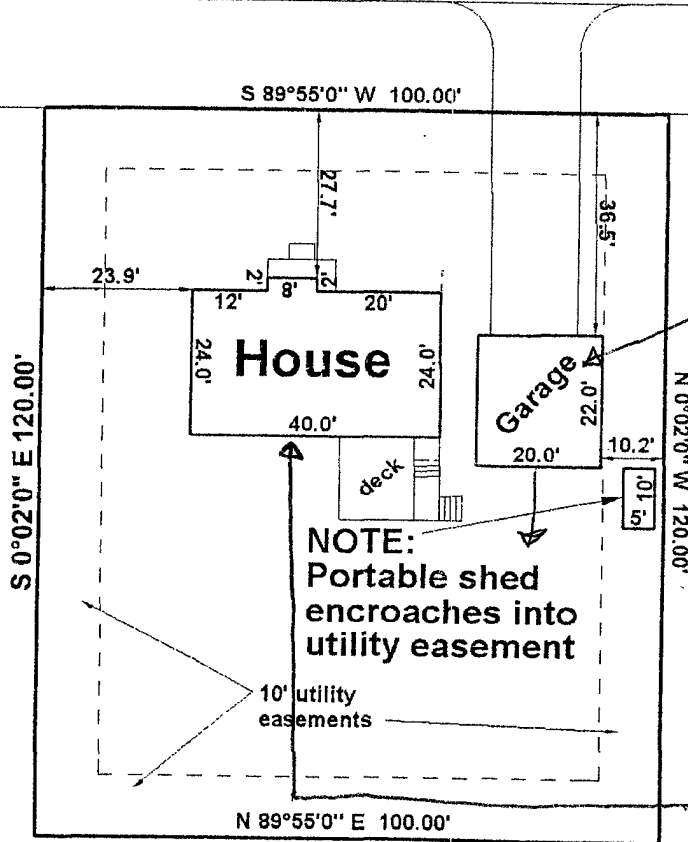 S 89°55'0" W 100.00'
27.7'
36.5'
23.9'
2'
8'
2'
12'
20'
24.0'
House
24.0'
40.0'
Garage
22.0'
20.0'
10.2'
deck
10'
5'
S 0°02'0" E 120.00'
N 0°02'0" W 120.00'
NOTE:
Portable shed
encroaches into
utility easement
10' utility
easements
N 89°55'0" E 100.00'